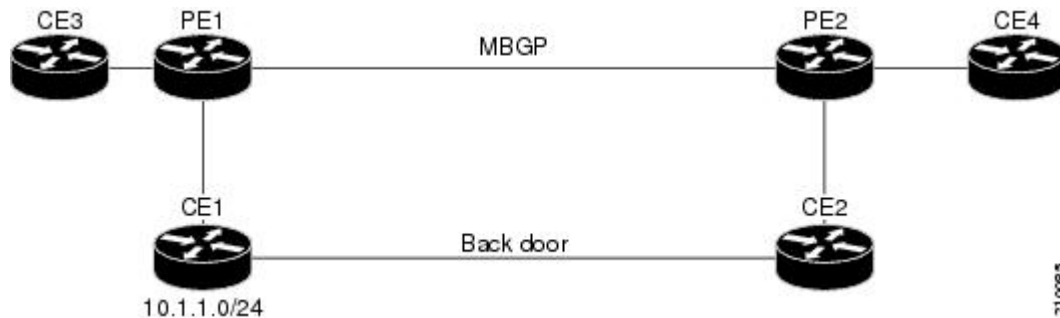 CE3
PE1
MBGP
PE2
CE4
CE1
Back door
CE2
10.1.1.0/24